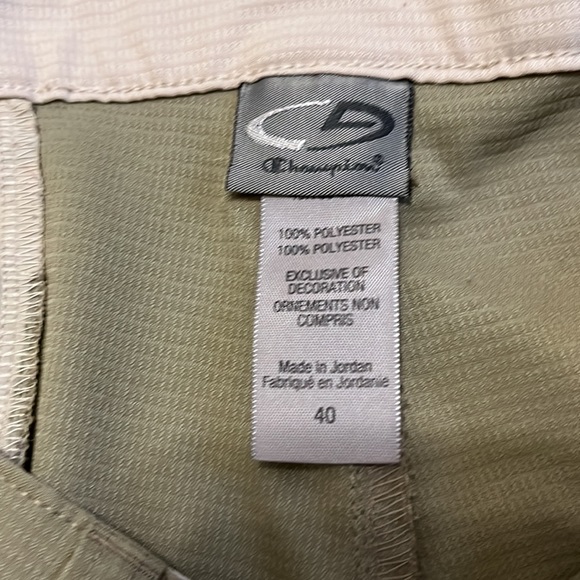 Champion
100% POLYESTER
100% POLYESTER
EXCLUSIVE OF
DECORATION
ORNEMENTS NON
COMPRIS
Made in Jordan
Fabriqué en Jordanie
40